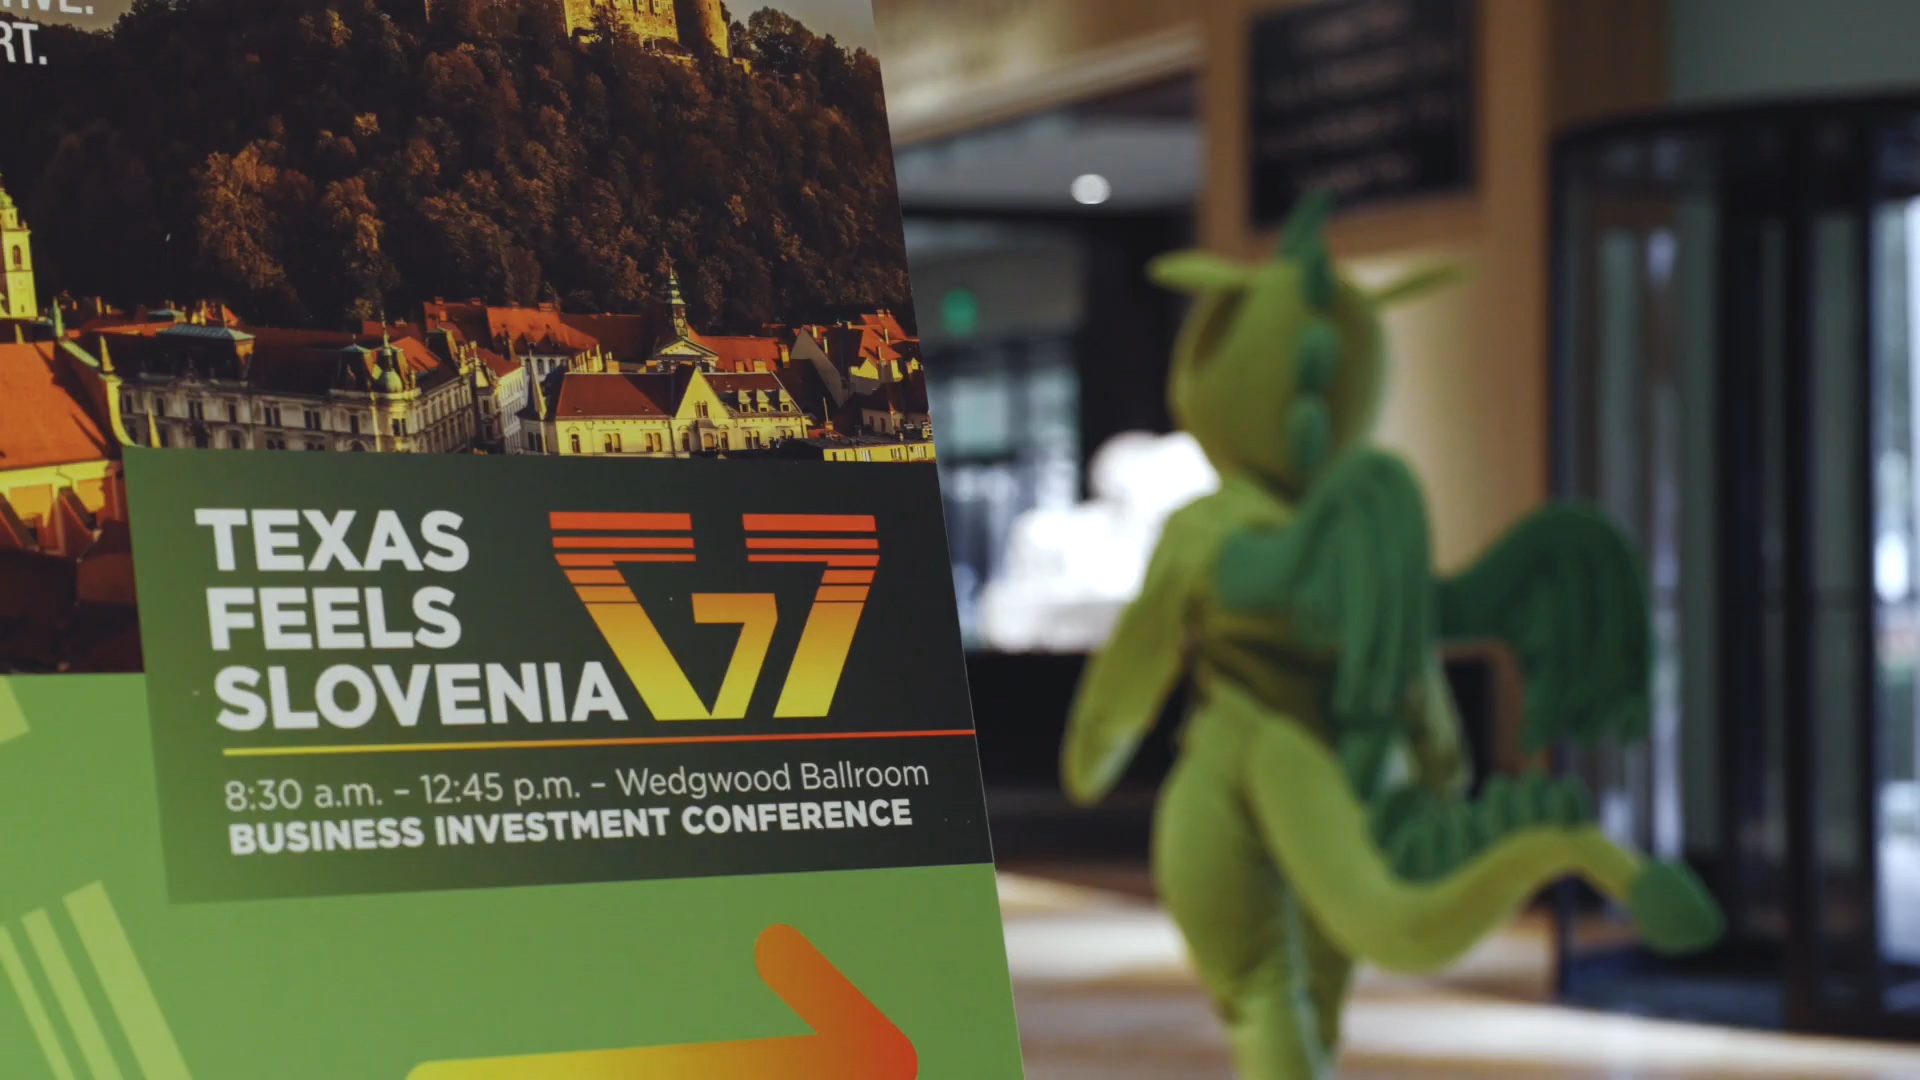 RT.
TEXAS
FEELS
SLOVENIA
8:30 a.m. – 12:45 p.m. – Wedgwood Ballroom
BUSINESS INVESTMENT CONFERENCE